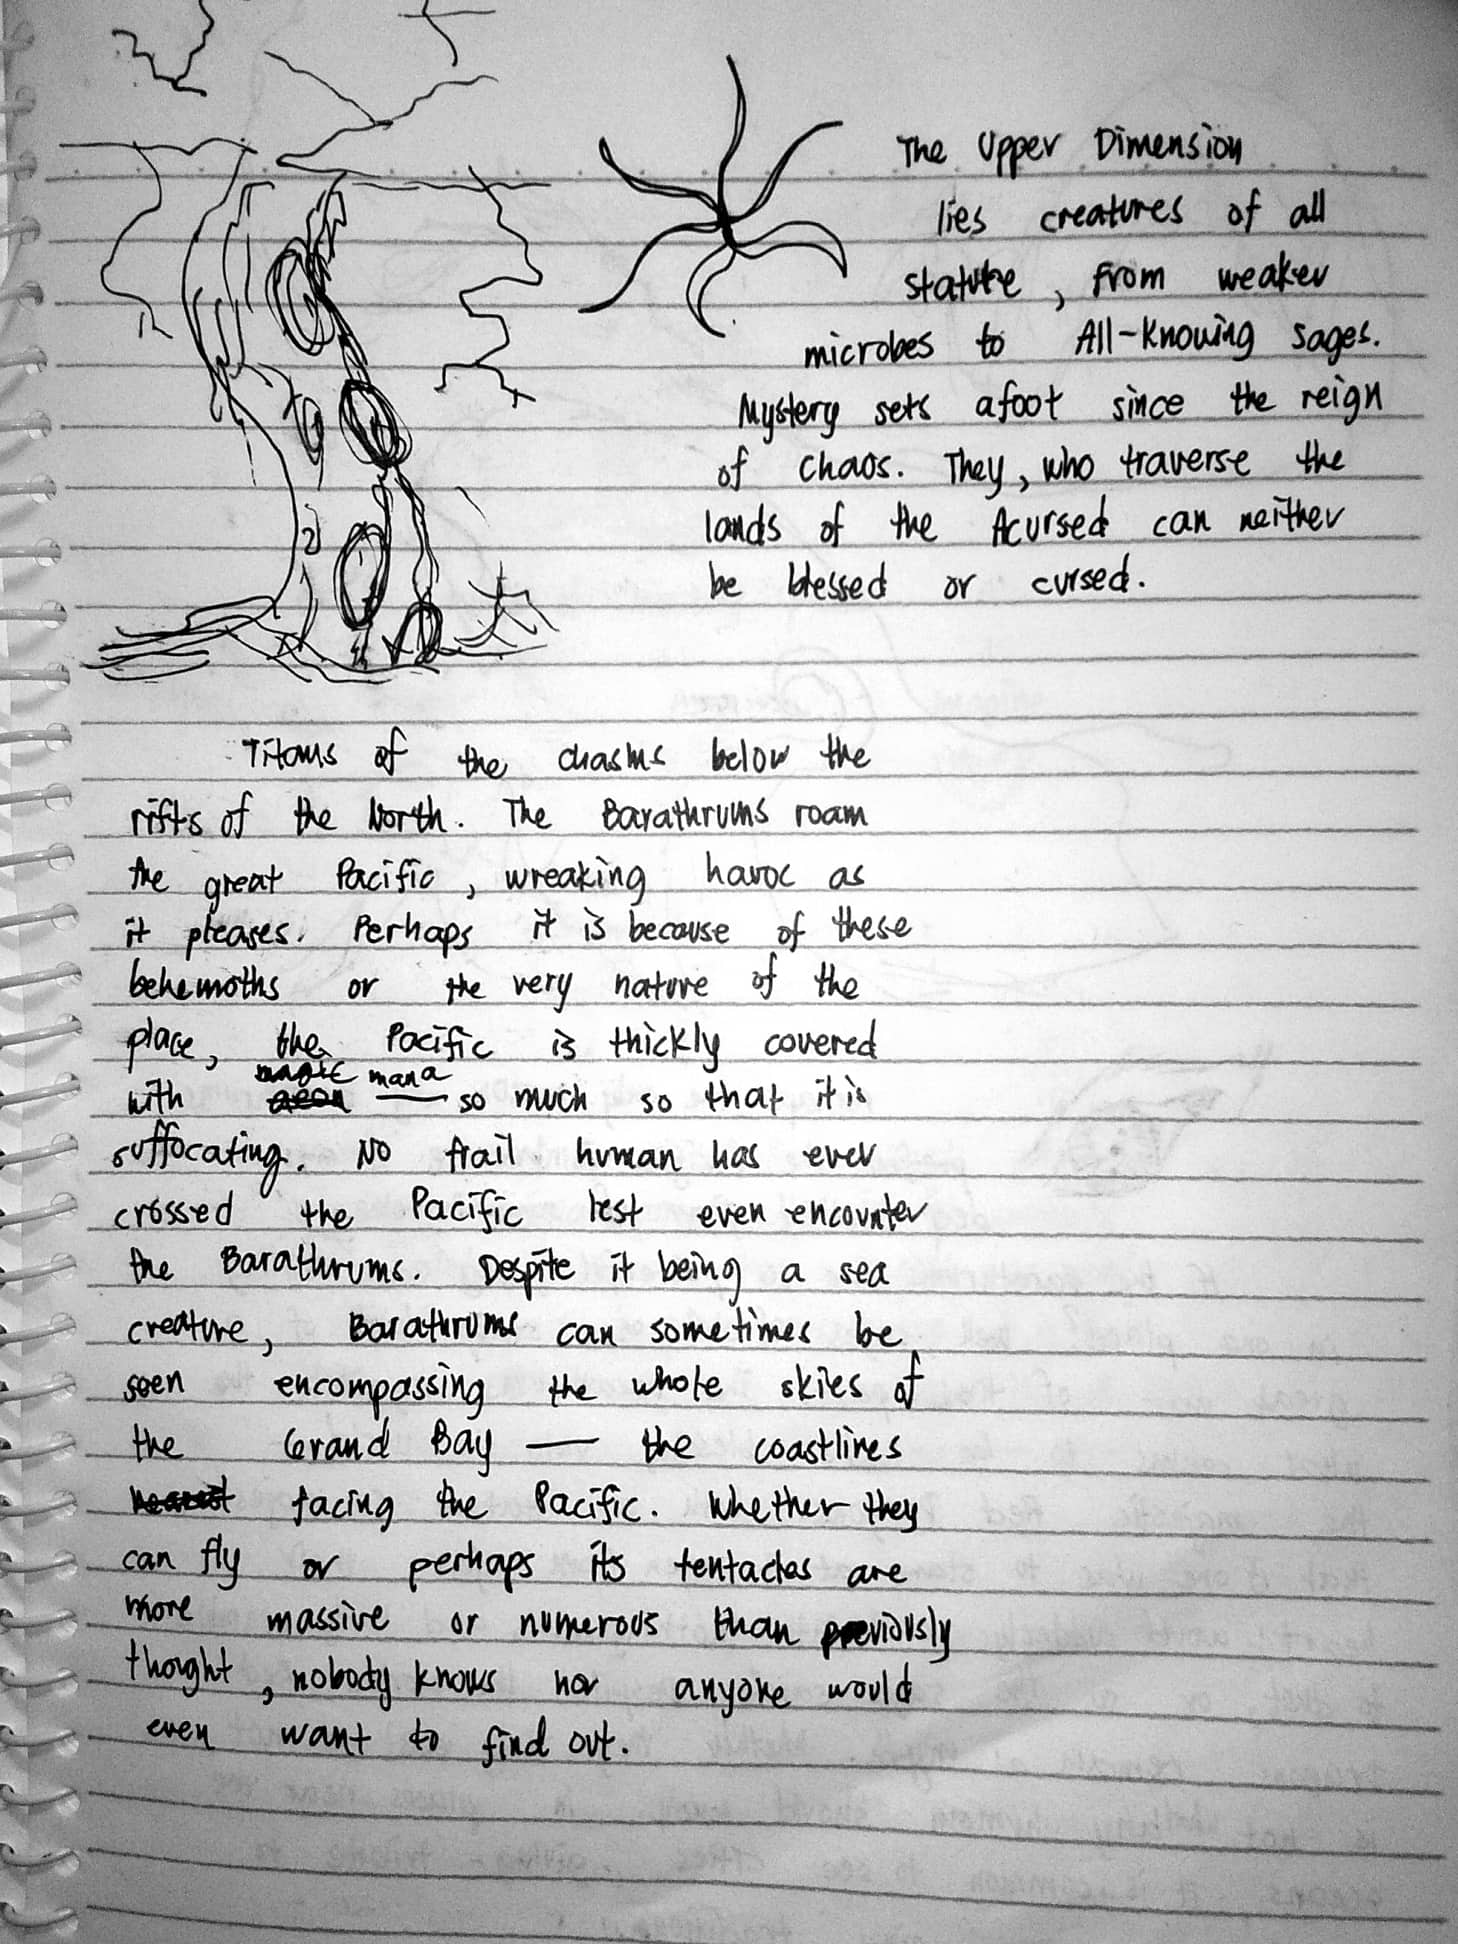 The Upper Dimension
lies creatures of all
statute, from weaker
microbes to All-Knowing sages.
Mystery sets afoot since the reign
of chaos. They, who traverse the
lands of the Acursed can neither
be blessed or cursed.
Titans of the chasms below the
rifts of the North. The Barathrums roam
the great Pacific, wreaking havoc as
it pleases. Perhaps it is because of these
behemoths or the very nature of the
place, the Pacific is thickly covered
mana
with — so much so that it is
suffocating. No frail human has ever
crossed the Pacific lest even encounter
the Barathrums. Despite it being a sea
creature, Barathrums can sometimes be
seen encompassing the whole skies of
the Grand Bay — the coastlines
facing the Pacific. Whether they
can fly or perhaps its tentacles are
more massive or numerous than previously
thought, nobody knows nor anyone would
even want to find out.